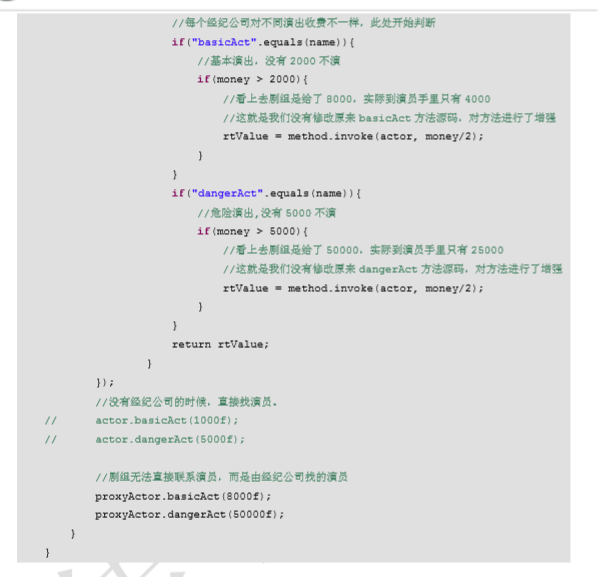 //每个经纪公司对不同演出收费不一样，此处开始判断
if("basicAct".equals(name)){
//基本演出，没有 2000 不演
if(money > 2000){
//看上去剧组是给了 8000，实际到演员手里只有 4000
//这就是我们没有修改原来 basicAct 方法源码，对方法进行了增强
rtValue = method.invoke(actor, money/2);
}
}
if("dangerAct".equals(name)){
//危险演出,没有 5000 不演
if(money > 5000){
//看上去剧组是给了 50000，实际到演员手里只有 25000
//这就是我们没有修改原来 dangerAct 方法源码，对方法进行了增强
rtValue = method.invoke(actor, money/2);
}
}
return rtValue;
}
});
//没有经纪公司的时候，直接找演员。
// actor.basicAct(1000f);
// actor.dangerAct(5000f);
//剧组无法直接联系演员，而是由经纪公司找的演员
proxyActor.basicAct(8000f);
proxyActor.dangerAct(50000f);
}
}